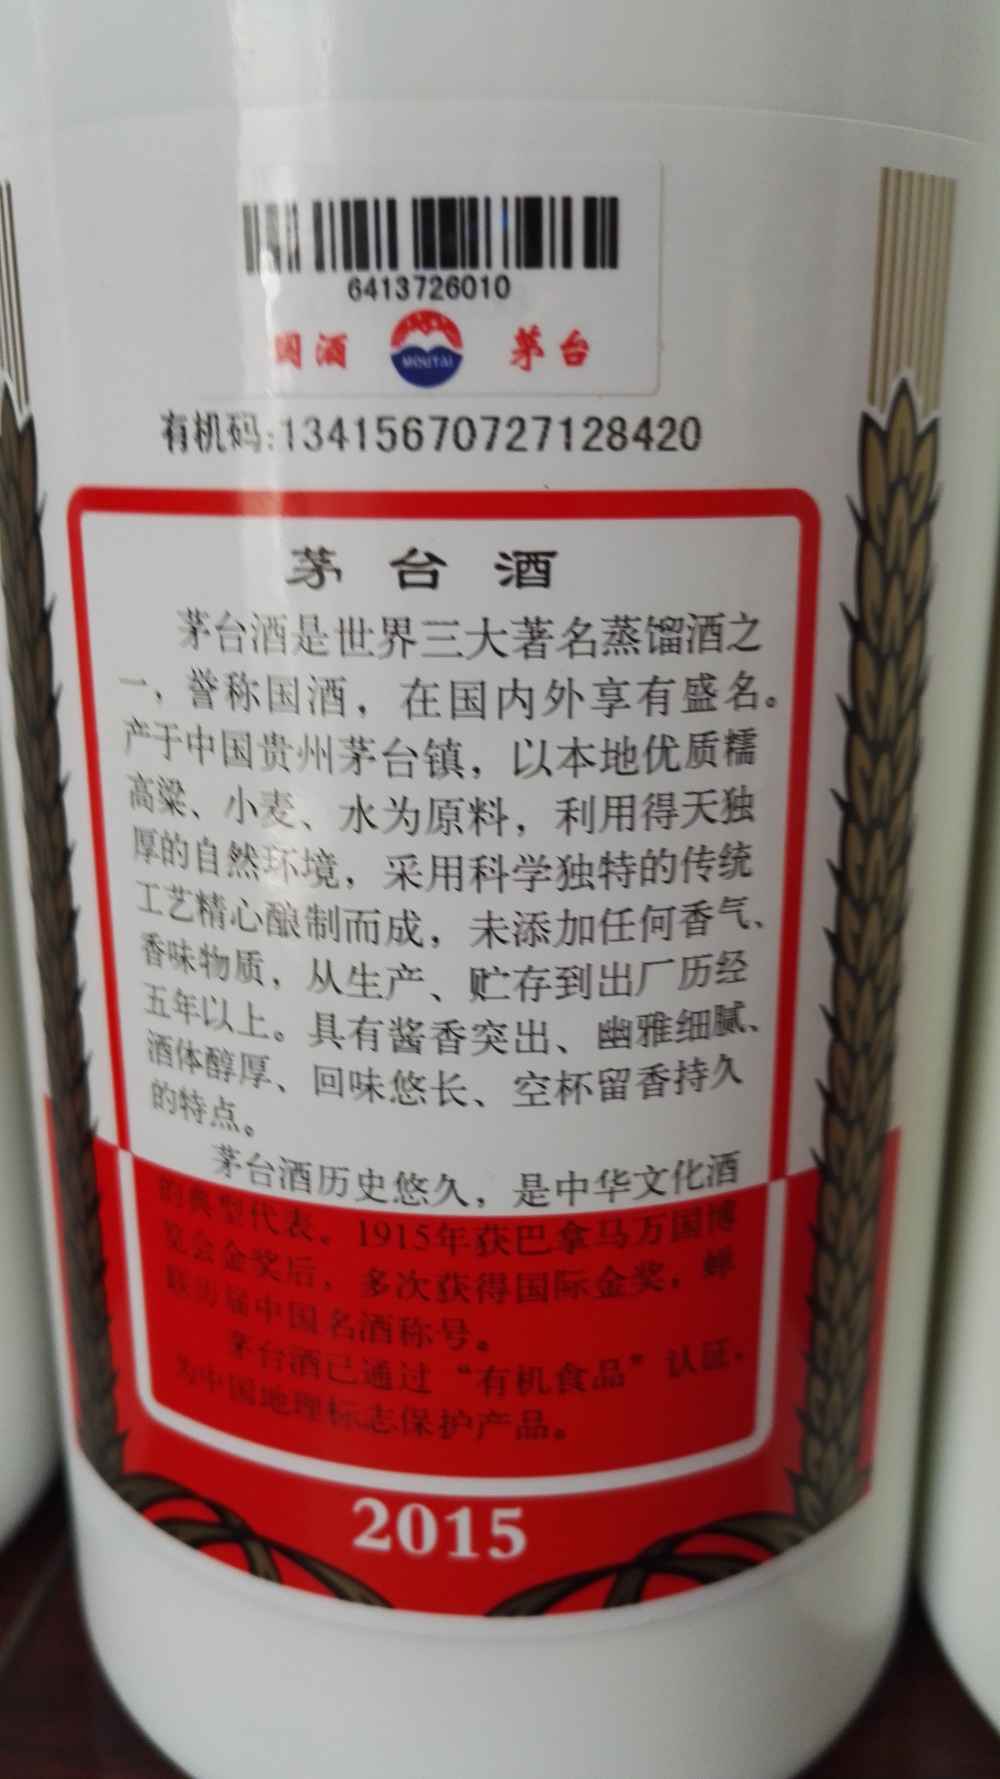 6413726010
国酒 MOUTAI 茅台
有机码:13415670727128420
茅台酒
茅台酒是世界三大著名蒸馏酒之
一，誉称国酒，在国内外享有盛名。
产于中国贵州茅台镇，以本地优质糯
高粱、小麦、水为原料，利用得天独
厚的自然环境，采用科学独特的传统
工艺精心酿制而成，未添加任何香气、
香味物质，从生产、贮存到出厂历经
五年以上。具有酱香突出、幽雅细腻、
酒体醇厚、回味悠长、空杯留香持久
的特点。
茅台酒历史悠久，是中华文化酒
的典型代表。1915年获巴拿马万国博
览会金奖后，多次获得国际金奖，蝉
联历届中国名酒称号。
茅台酒已通过“有机食品”认证，
为中国地理标志保护产品。
2015